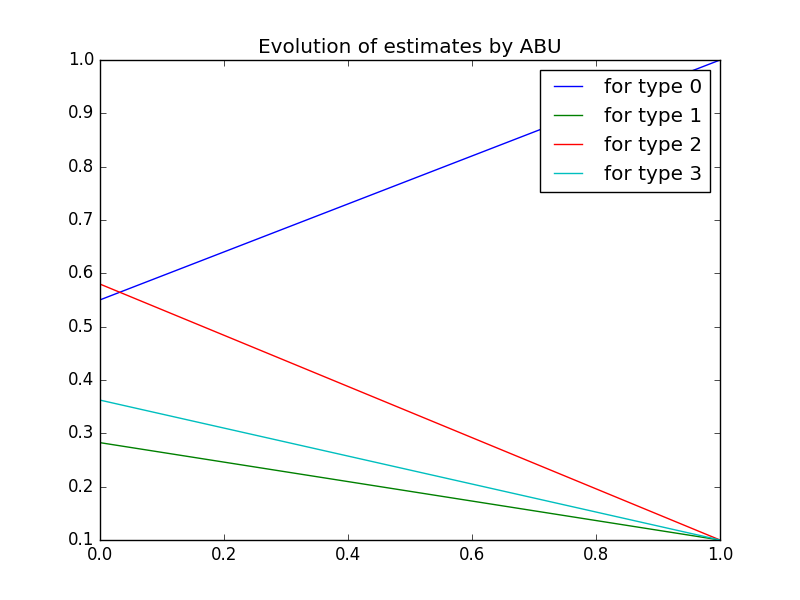 Evolution of estimates by ABU
1.0
for type 0
0.9
for type 1
for type 2
0.8
for type 3
0.7
0.6
0.5
0.4
0.3
0.2
0.1
0.0 0.2 0.4 0.6 0.8 1.0